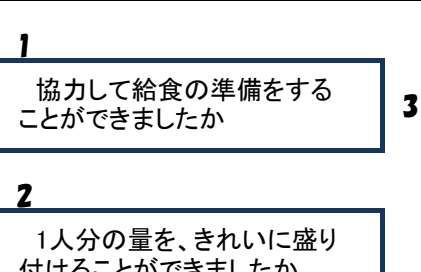 1
協力して給食の準備をする
ことができましたか
3
2
1人分の量を、きれいに盛り
付けることができましたか